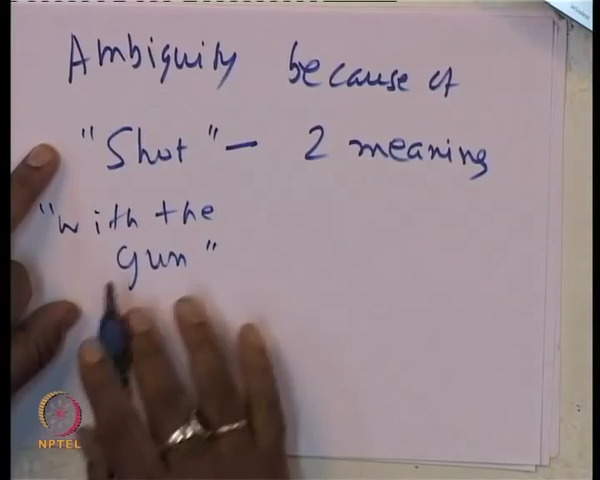 Ambiguity because of
"Shot" - 2 meaning
"with the
gun"
NPTEL